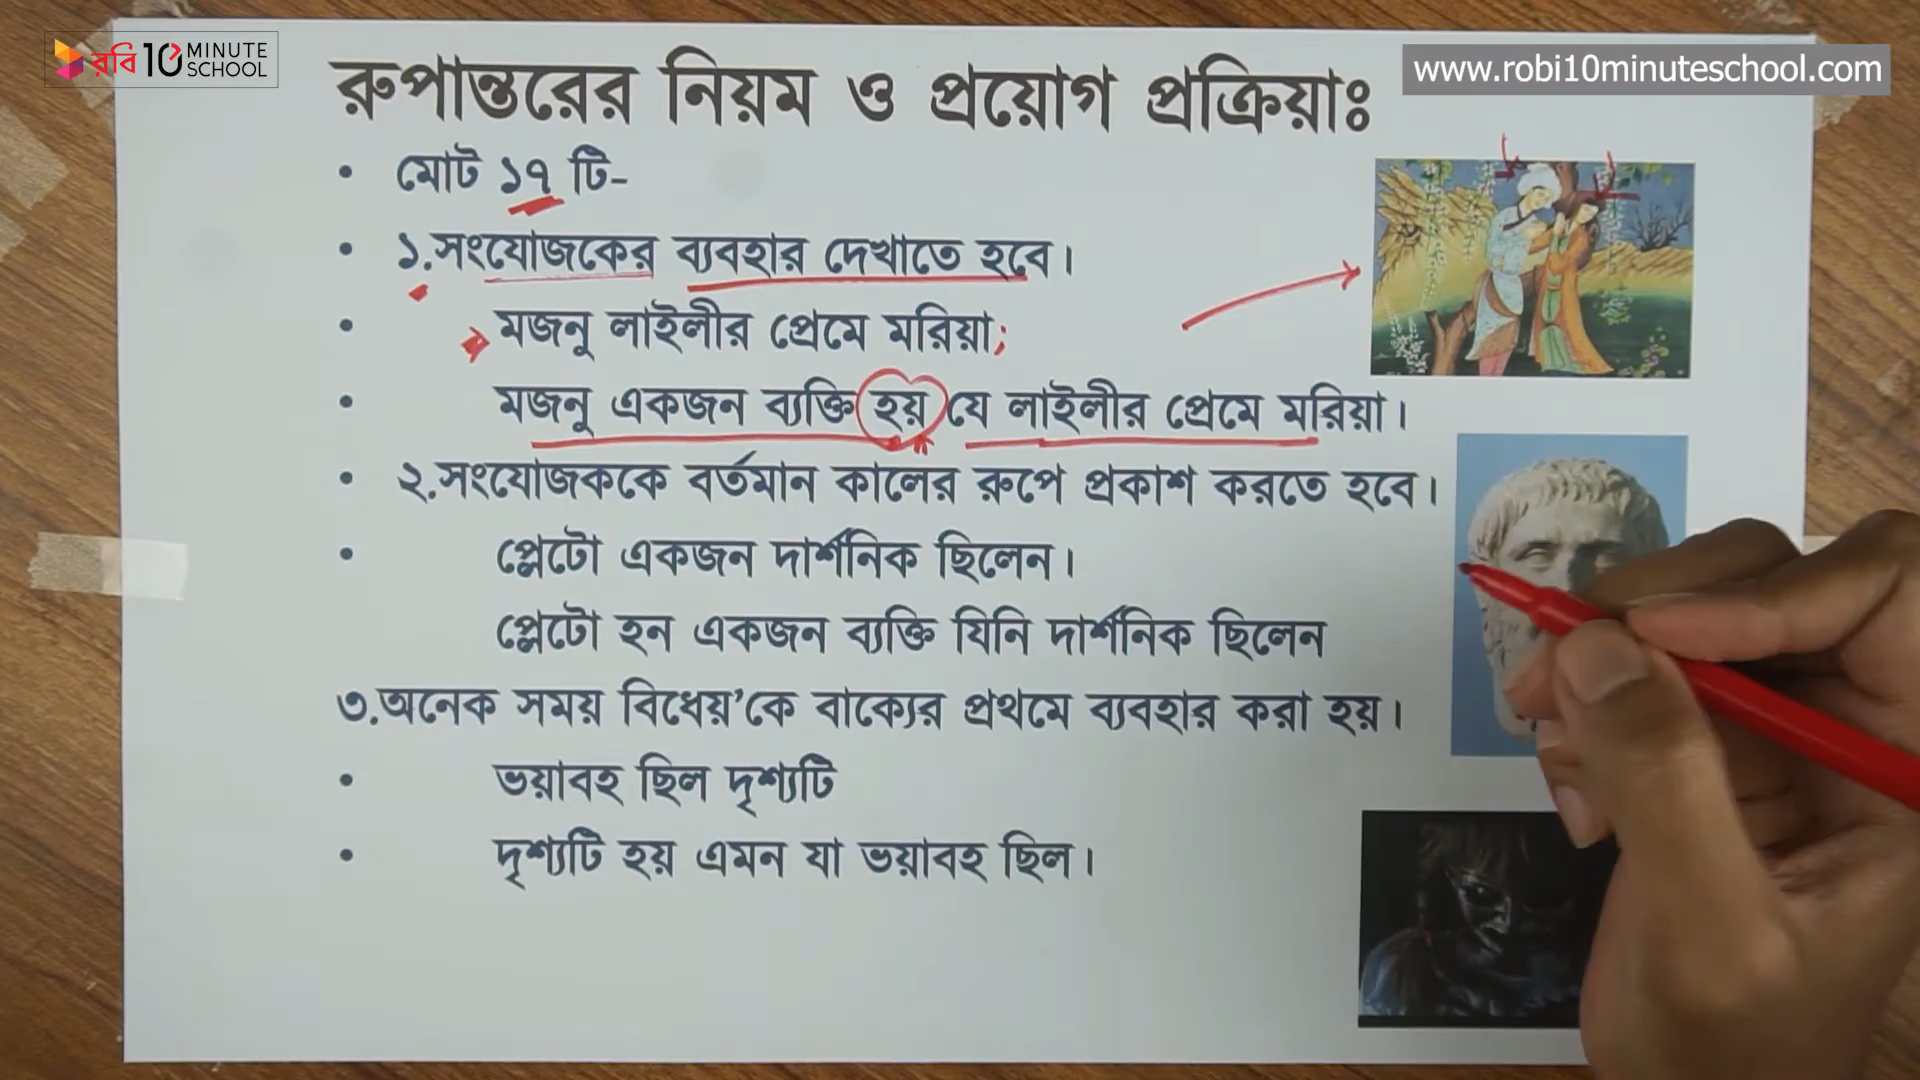 রবি 10 MINUTE SCHOOL
www.robi10minuteschool.com
রুপান্তরের নিয়ম ও প্রয়োগ প্রক্রিয়াঃ
• মোট ১৭ টি-
• ১.সংযোজকের ব্যবহার দেখাতে হবে।
• মজনু লাইলীর প্রেমে মরিয়া;
• মজনু একজন ব্যক্তি হয় যে লাইলীর প্রেমে মরিয়া।
• ২.সংযোজককে বর্তমান কালের রুপে প্রকাশ করতে হবে।
• প্লেটো একজন দার্শনিক ছিলেন।
প্লেটো হন একজন ব্যক্তি যিনি দার্শনিক ছিলেন
৩.অনেক সময় বিধেয়’কে বাক্যের প্রথমে ব্যবহার করা হয়।
• ভয়াবহ ছিল দৃশ্যটি
• দৃশ্যটি হয় এমন যা ভয়াবহ ছিল।